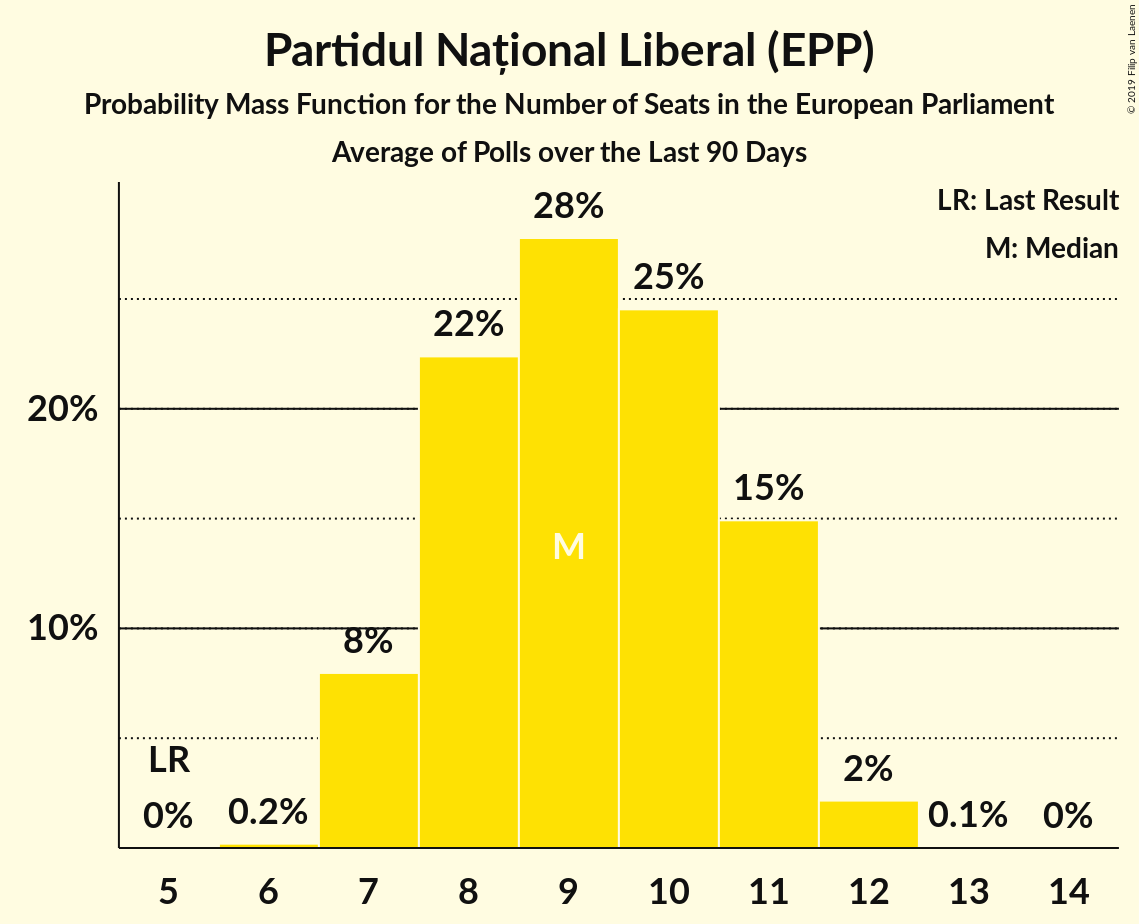 Partidul Național Liberal (EPP)
Probability Mass Function for the Number of Seats in the European Parliament
Average of Polls over the Last 90 Days
© 2019 Filip van Laenen
LR: Last Result
M: Median
28%
25%
22%
20%
15%
M
10%
8%
LR
2%
0%
0.2%
0.1%
0%
5 6 7 8 9 10 11 12 13 14